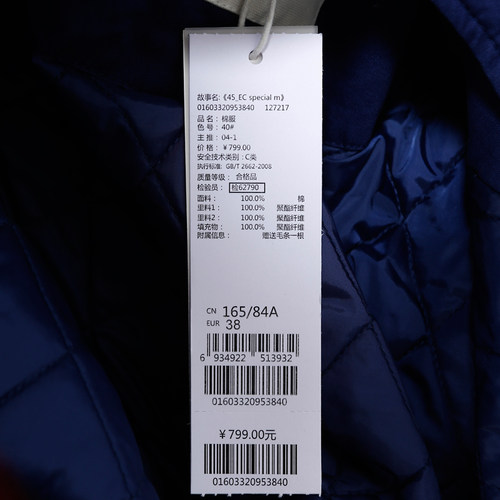 故事名:《45_EC special m》
01603320953840 127217
品 名: 棉服
色 号: 40#
主 推: 04-1
价 格: ￥799.00
安全技术类别: C类
执行标准: GB/T 2662-2008
质量等级: 合格品
检验员: 检62790
面料: 100.0% 棉
里料1: 100.0% 聚酯纤维
里料2: 100.0% 聚酯纤维
填充物: 100.0% 聚酯纤维
附属信息: 赠送毛条一根
CN 165/84A
EUR 38
6 934922 513932
01603320953840
￥799.00元
01603320953840